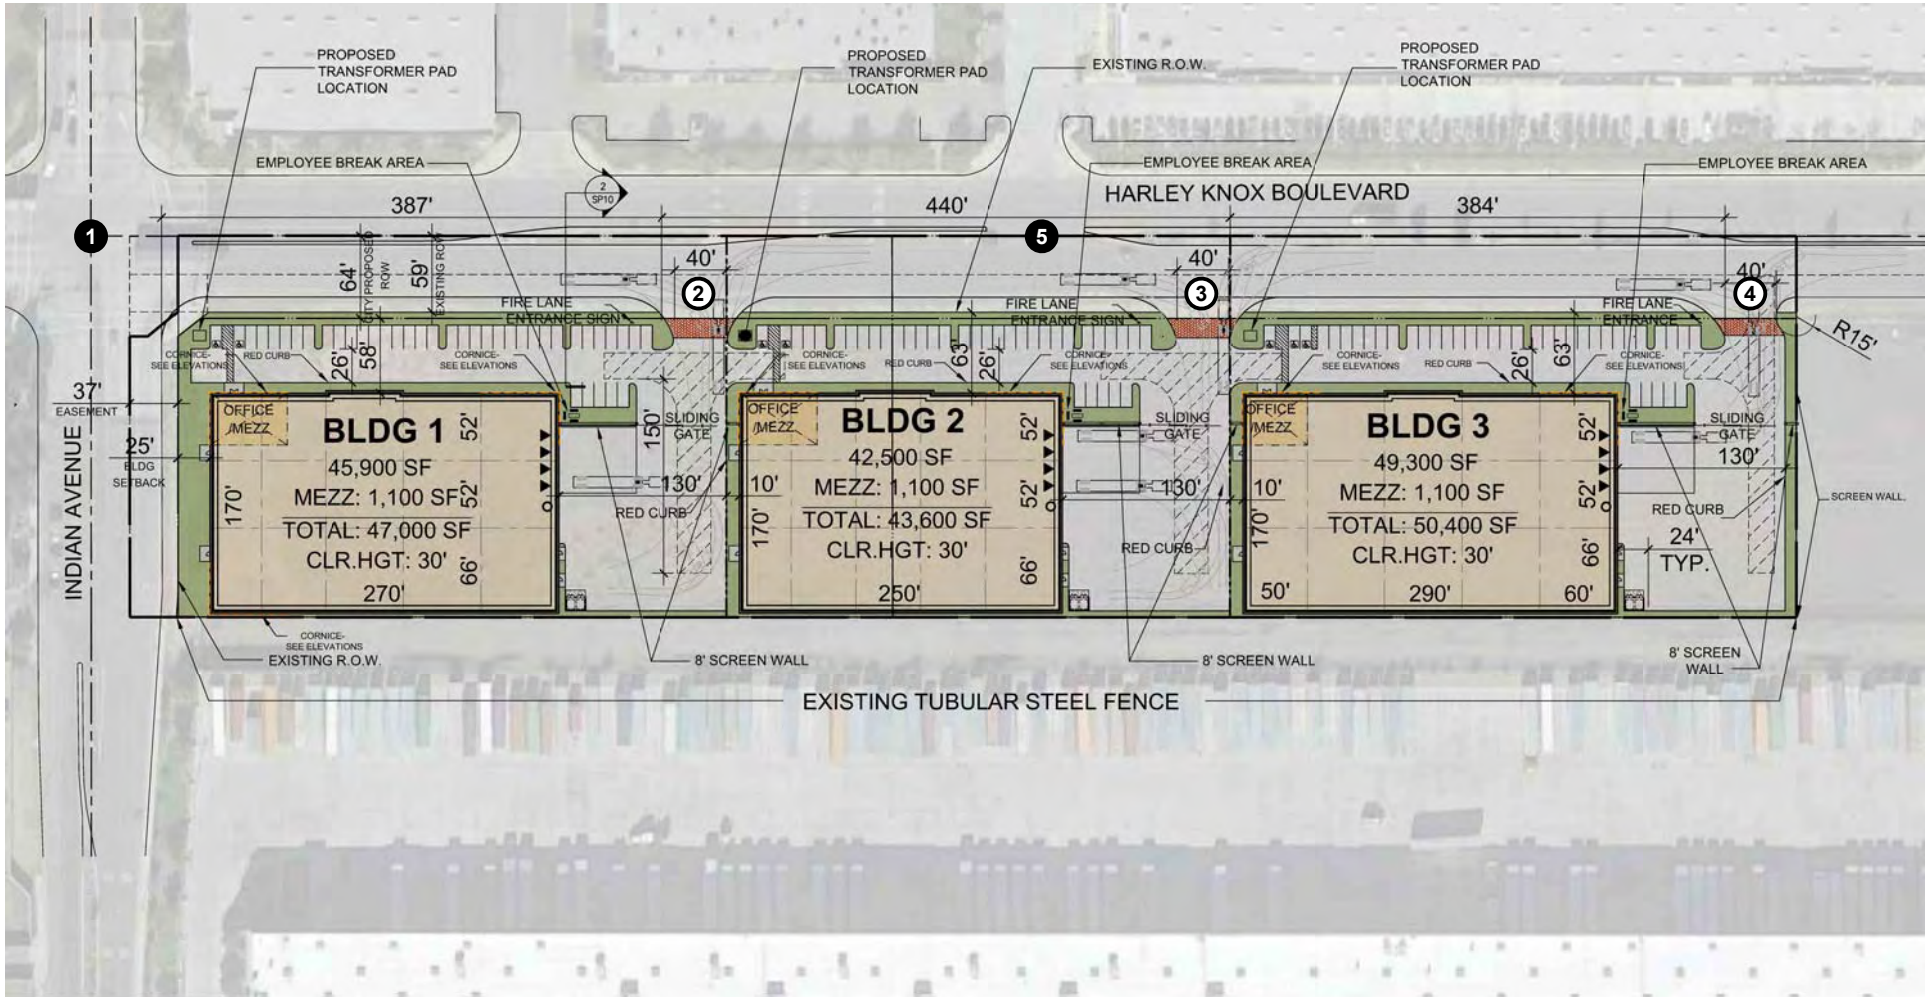 PROPOSED
TRANSFORMER PAD
LOCATION
PROPOSED
TRANSFORMER PAD
LOCATION
EXISTING R.O.W.
PROPOSED
TRANSFORMER PAD
LOCATION
EMPLOYEE BREAK AREA
EMPLOYEE BREAK AREA
EMPLOYEE BREAK AREA
2
SP10
HARLEY KNOX BOULEVARD
387'
440'
384'
1
5
64'
CITY PROPOSED
ROW
59'
EXISTING ROW
40'
40'
40'
2
3
4
FIRE LANE
ENTRANCE SIGN
FIRE LANE
ENTRANCE SIGN
FIRE LANE
ENTRANCE
R15'
CORNICE-
SEE ELEVATIONS
RED CURB
26'
58'
CORNICE-
SEE ELEVATIONS
CORNICE-
SEE ELEVATIONS
RED CURB
63'
26'
CORNICE-
SEE ELEVATIONS
CORNICE-
SEE ELEVATIONS
RED CURB
26'
63'
CORNICE-
SEE ELEVATIONS
37'
EASEMENT
25'
BLDG
SETBACK
INDIAN AVENUE
OFFICE
/MEZZ
BLDG 1
45,900 SF
MEZZ: 1,100 SF
TOTAL: 47,000 SF
CLR.HGT: 30'
270'
170'
52'
52'
66'
150'
SLIDING
GATE
130'
RED CURB
10'
OFFICE
/MEZZ
BLDG 2
42,500 SF
MEZZ: 1,100 SF
TOTAL: 43,600 SF
CLR.HGT: 30'
250'
170'
52'
52'
66'
SLIDING
GATE
130'
RED CURB
10'
OFFICE
/MEZZ
BLDG 3
49,300 SF
MEZZ: 1,100 SF
TOTAL: 50,400 SF
CLR.HGT: 30'
50'
290'
60'
170'
52'
52'
66'
SLIDING
GATE
130'
RED CURB
24'
TYP.
SCREEN WALL
CORNICE-
SEE ELEVATIONS
EXISTING R.O.W.
8' SCREEN WALL
8' SCREEN WALL
8' SCREEN
WALL
EXISTING TUBULAR STEEL FENCE